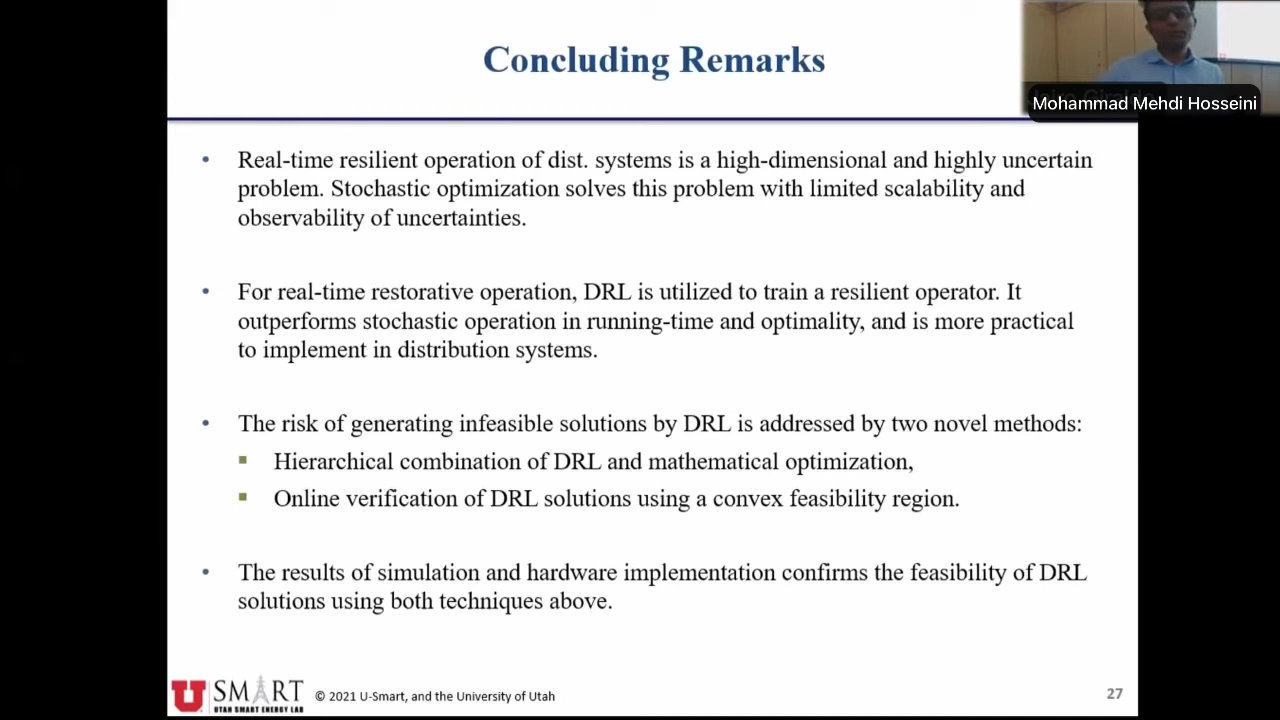 Concluding Remarks
Mohammad Mehdi Hosseini
• Real-time resilient operation of dist. systems is a high-dimensional and highly uncertain
problem. Stochastic optimization solves this problem with limited scalability and
observability of uncertainties.
• For real-time restorative operation, DRL is utilized to train a resilient operator. It
outperforms stochastic operation in running-time and optimality, and is more practical
to implement in distribution systems.
• The risk of generating infeasible solutions by DRL is addressed by two novel methods:
▪ Hierarchical combination of DRL and mathematical optimization,
▪ Online verification of DRL solutions using a convex feasibility region.
• The results of simulation and hardware implementation confirms the feasibility of DRL
solutions using both techniques above.
U SMART
UTAH SMART ENERGY LAB
© 2021 U-Smart, and the University of Utah
27